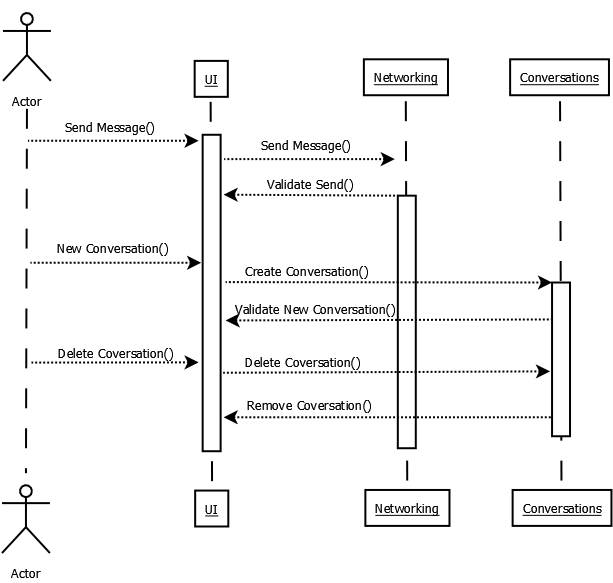 UI
Networking
Conversations
Actor
Send Message()
Send Message()
Validate Send()
New Conversation()
Create Conversation()
Validate New Conversation()
Delete Coversation()
Delete Coversation()
Remove Coversation()
UI
Networking
Conversations
Actor